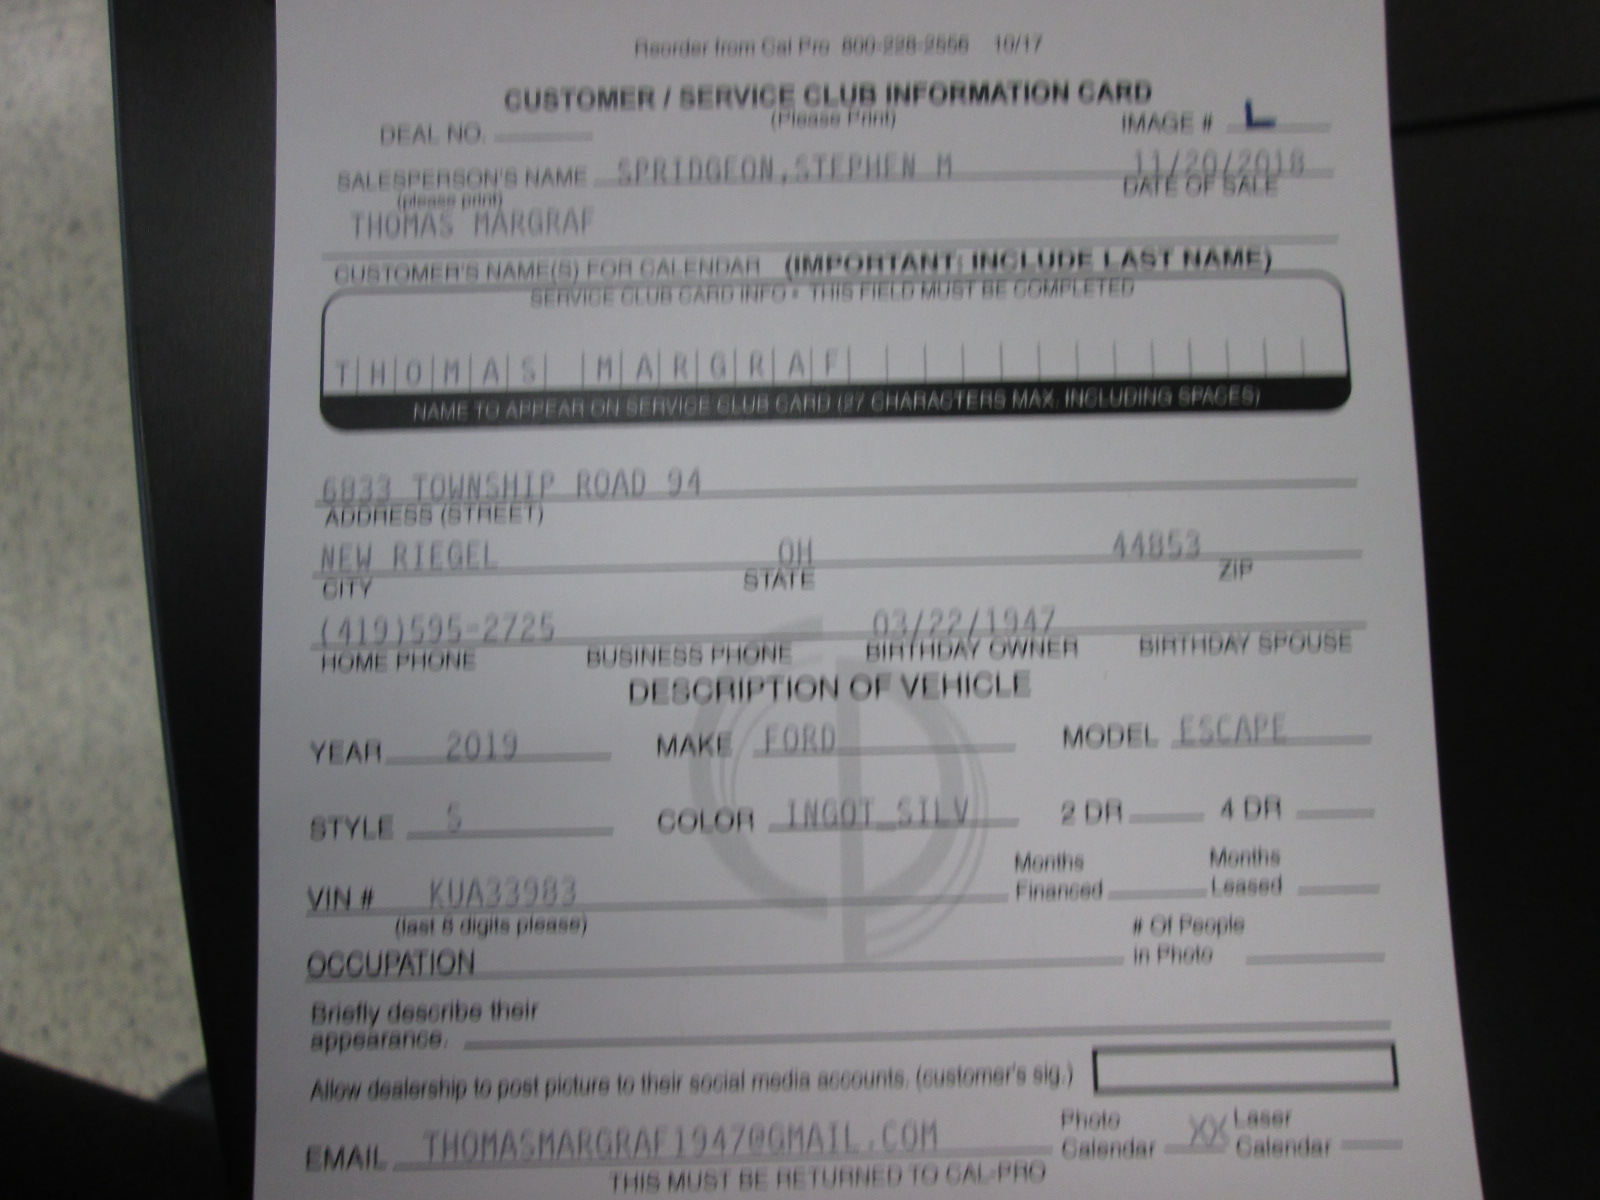 Reorder from Cal Pro 800-228-2556 10/17
CUSTOMER / SERVICE CLUB INFORMATION CARD
(Please Print)
DEAL NO. IMAGE # L
SALESPERSON'S NAME SPRIDGEON,STEPHEN M 11/20/2018
(please print) DATE OF SALE
THOMAS MARGRAF
CUSTOMER'S NAME(S) FOR CALENDAR (IMPORTANT: INCLUDE LAST NAME)
SERVICE CLUB CARD INFO • THIS FIELD MUST BE COMPLETED
THOMAS MARGRAF
NAME TO APPEAR ON SERVICE CLUB CARD (27 CHARACTERS MAX. INCLUDING SPACES)
6833 TOWNSHIP ROAD 94
ADDRESS (STREET)
NEW RIEGEL OH 44853
CITY STATE ZIP
(419)595-2725 03/22/1947
HOME PHONE BUSINESS PHONE BIRTHDAY OWNER BIRTHDAY SPOUSE
DESCRIPTION OF VEHICLE
YEAR 2019 MAKE FORD MODEL ESCAPE
STYLE S COLOR INGOT_SILV 2 DR 4 DR
Months Months
VIN # KUA33983 Financed Leased
(last 8 digits please) # Of People
OCCUPATION in Photo
Briefly describe their
appearance.
Allow dealership to post picture to their social media accounts. (customer's sig.)
Photo Laser
EMAIL THOMASMARGRAF1947@GMAIL.COM Calendar XX Calendar
THIS MUST BE RETURNED TO CAL-PRO